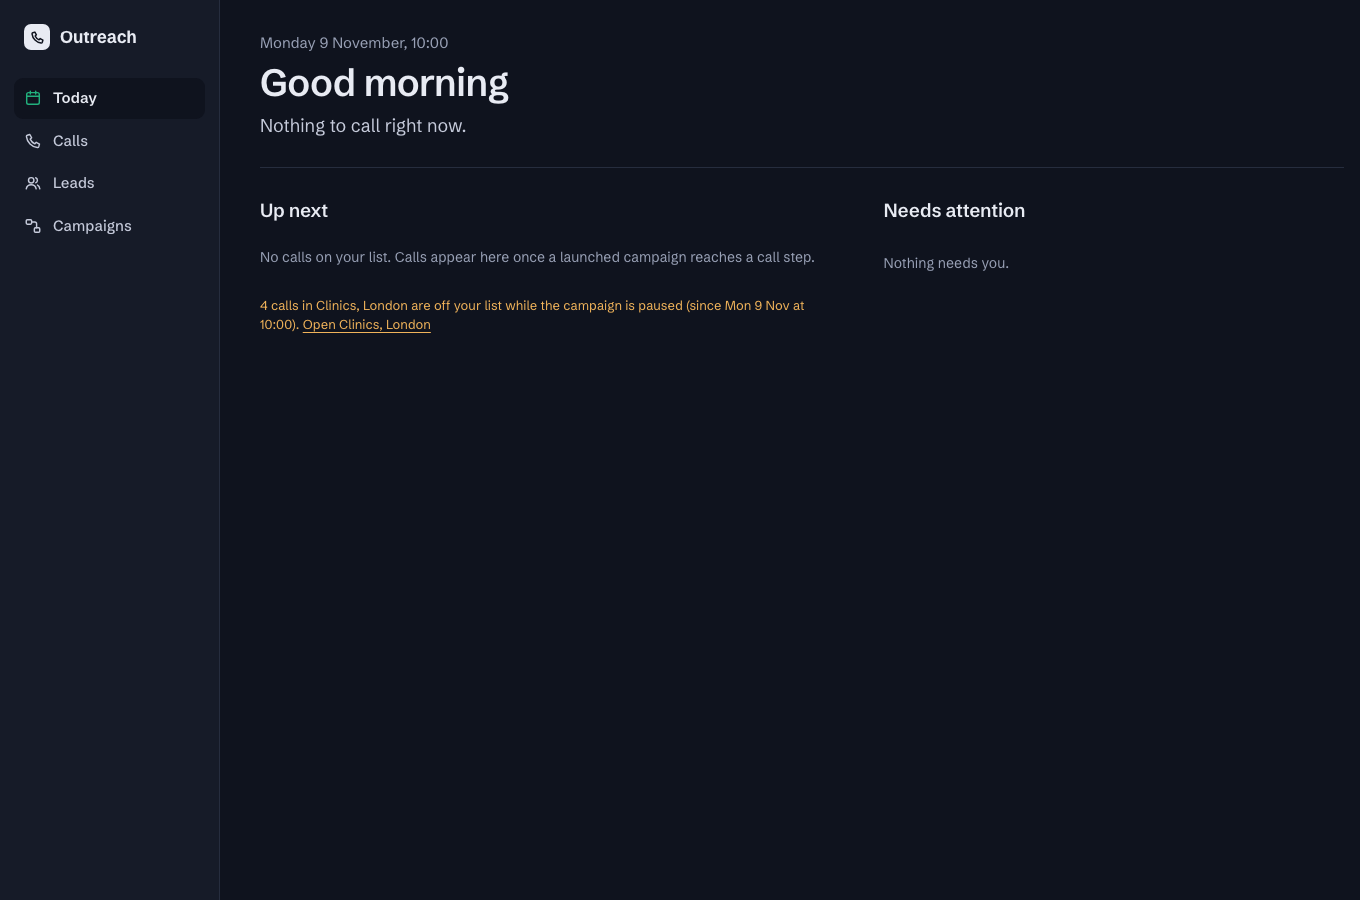 Outreach
Today
Calls
Leads
Campaigns
Monday 9 November, 10:00
Good morning
Nothing to call right now.
Up next
No calls on your list. Calls appear here once a launched campaign reaches a call step.
4 calls in Clinics, London are off your list while the campaign is paused (since Mon 9 Nov at
10:00). Open Clinics, London
Needs attention
Nothing needs you.